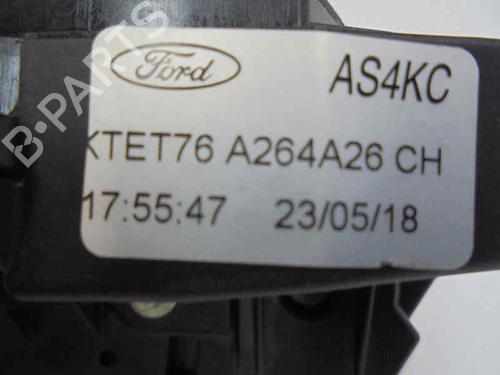 B-PARTS
Ford AS4KC
KTET76 A264A26 CH
17:55:47 23/05/18